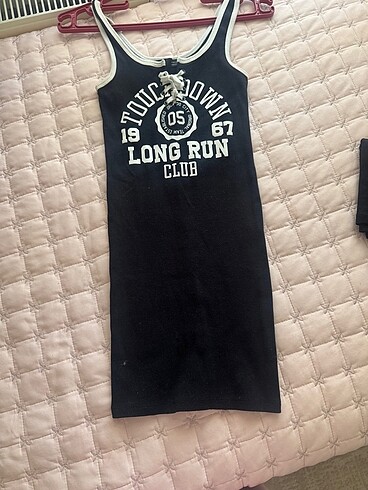 TOUCHDOWN
05
19 67
LONG RUN
CLUB